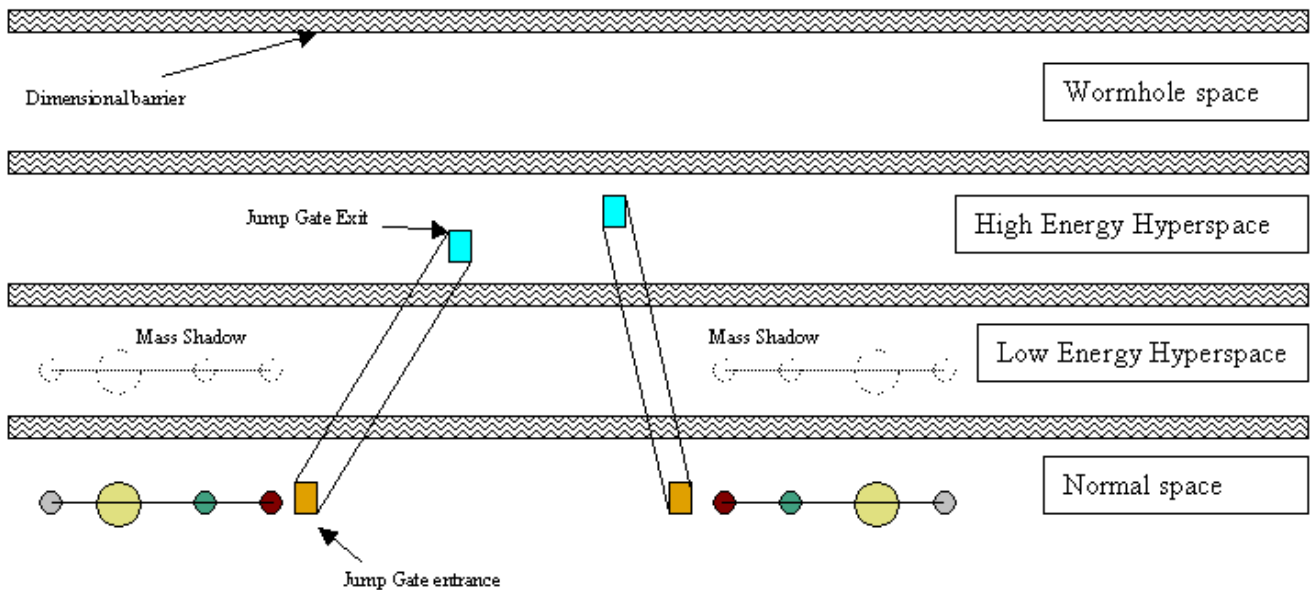 Dimensional barrier
Wormhole space
Jump Gate Exit
High Energy Hyperspace
Mass Shadow
Mass Shadow
Low Energy Hyperspace
Normal space
Jump Gate entrance